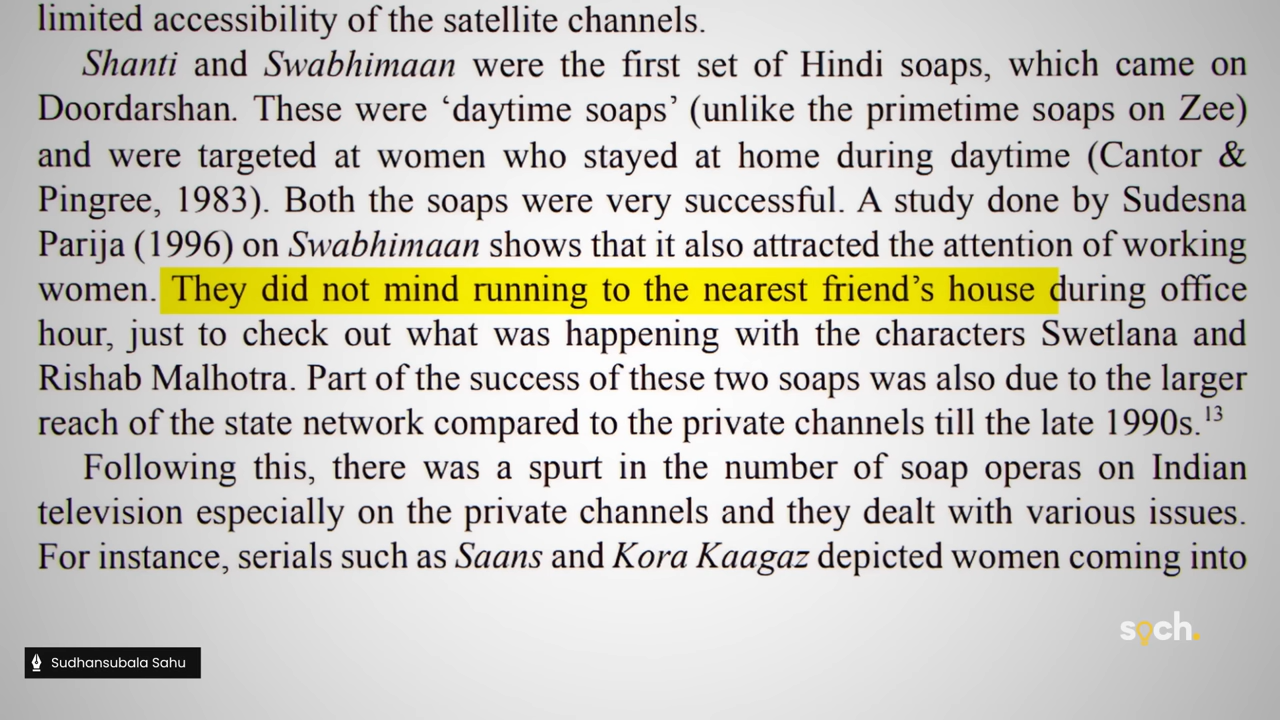 limited accessibility of the satellite channels.
Shanti and Swabhimaan were the first set of Hindi soaps, which came on
Doordarshan. These were ‘daytime soaps’ (unlike the primetime soaps on Zee)
and were targeted at women who stayed at home during daytime (Cantor &
Pingree, 1983). Both the soaps were very successful. A study done by Sudesna
Parija (1996) on Swabhimaan shows that it also attracted the attention of working
women. They did not mind running to the nearest friend’s house during office
hour, just to check out what was happening with the characters Swetlana and
Rishab Malhotra. Part of the success of these two soaps was also due to the larger
reach of the state network compared to the private channels till the late 1990s.13
Following this, there was a spurt in the number of soap operas on Indian
television especially on the private channels and they dealt with various issues.
For instance, serials such as Saans and Kora Kaagaz depicted women coming into
soch.
Sudhansubala Sahu